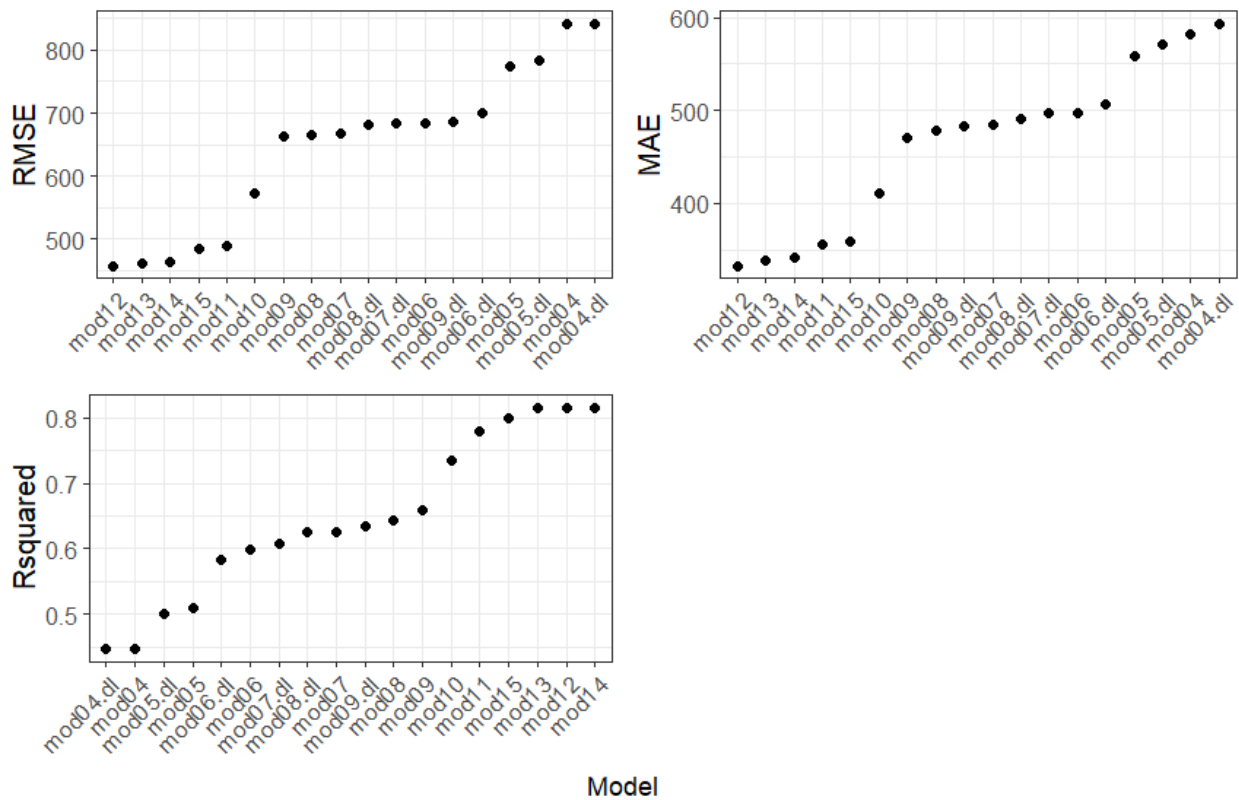 RMSE
800
700
600
500
mod12 mod13 mod14 mod15 mod11 mod10 mod09 mod08 mod07 mod08.dl mod07.dl mod06 mod09.dl mod06.dl mod05 mod05.dl mod04 mod04.dl
MAE
600
500
400
mod12 mod13 mod14 mod11 mod15 mod10 mod09 mod08 mod09.dl mod07 mod08.dl mod07.dl mod06 mod06.dl mod05 mod05.dl mod04 mod04.dl
Rsquared
0.8
0.7
0.6
0.5
mod04.dl mod04 mod05.dl mod05 mod06.dl mod06 mod07.dl mod08.dl mod07 mod09.dl mod08 mod09 mod10 mod11 mod15 mod13 mod12 mod14
Model